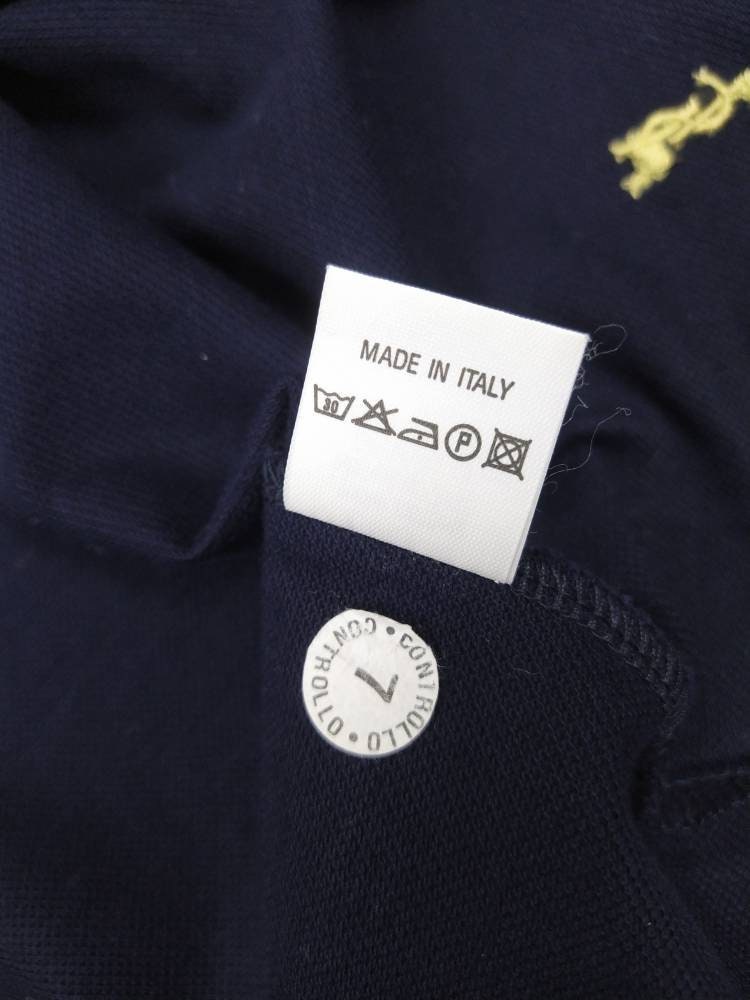 MADE IN ITALY
30
P
CONTROLLO • CONTROLLO •
7